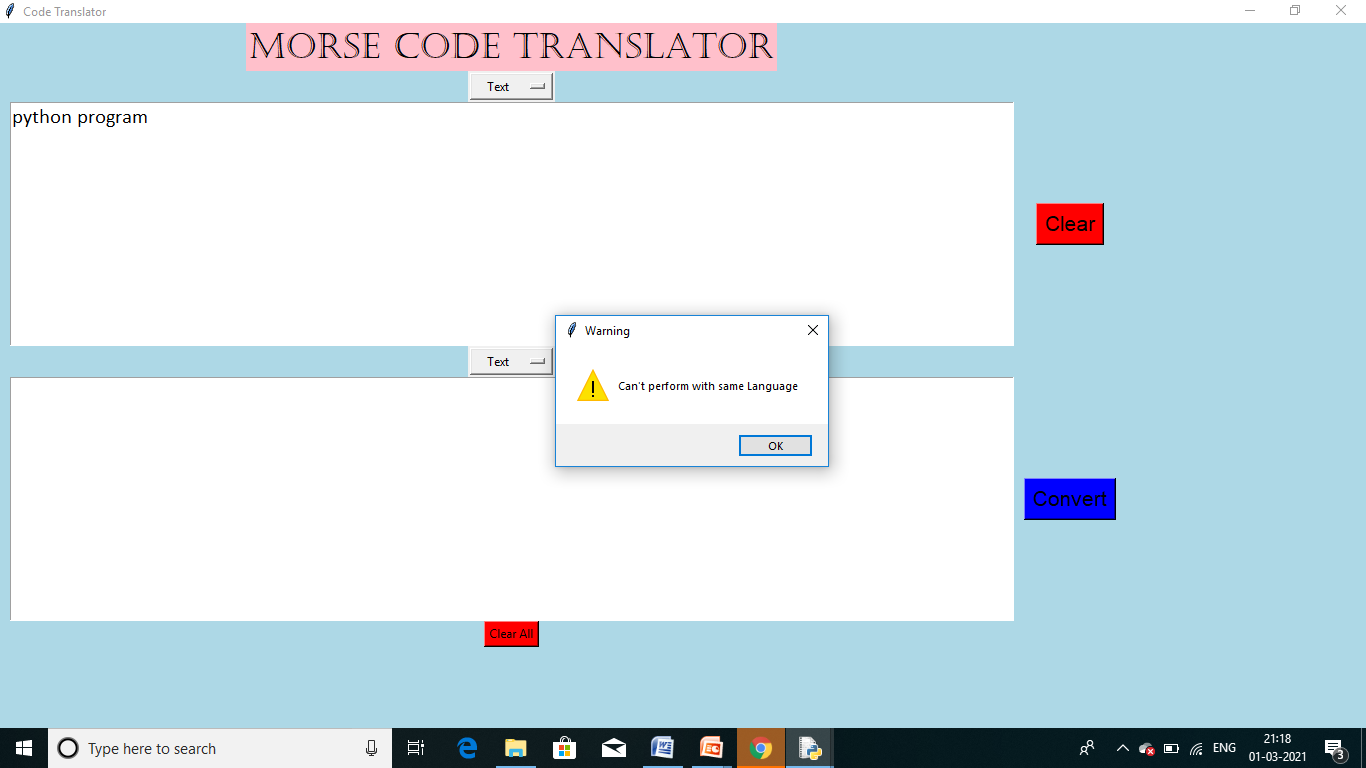 Code Translator
MORSE CODE TRANSLATOR
Text
python program
Clear
Text
Warning
Can't perform with same Language
OK
Convert
Clear All
Type here to search
ENG
21:18
01-03-2021
3